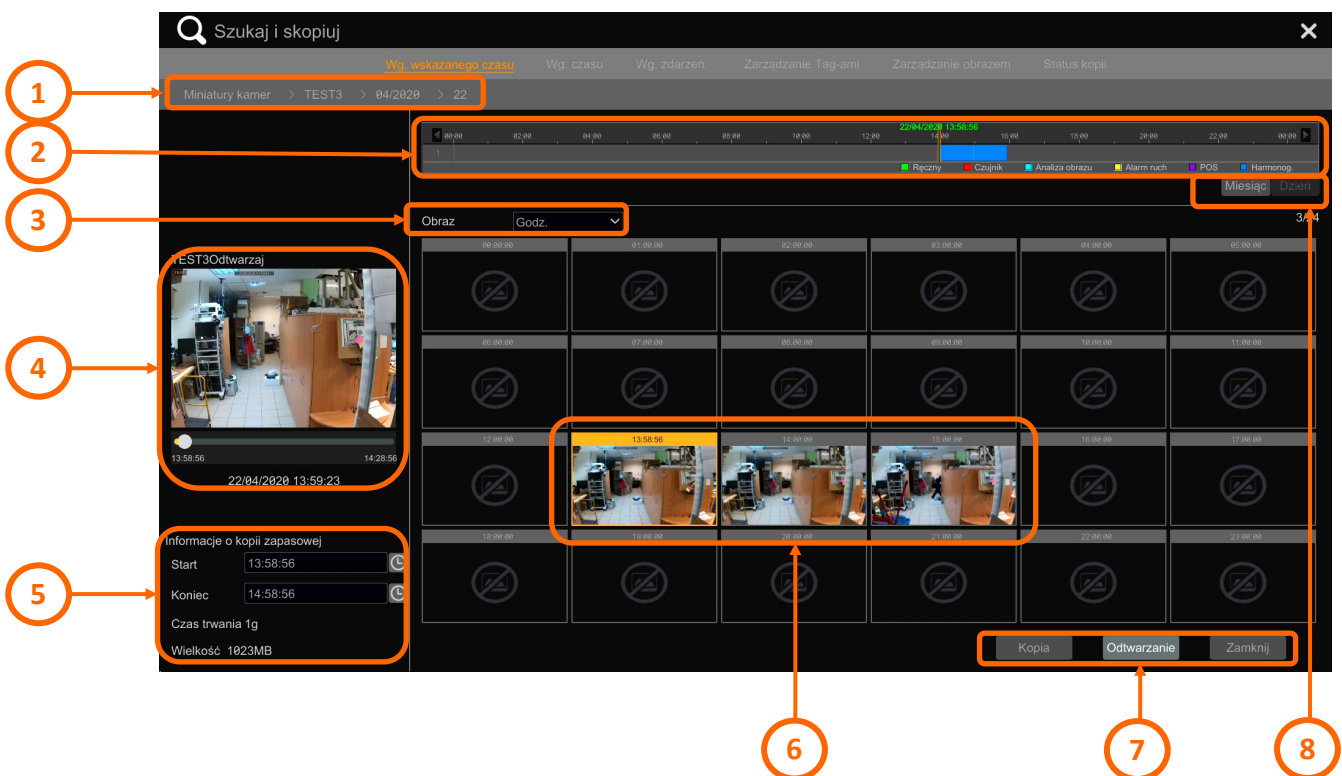 Szukaj i skopiuj
Wg. wskazanego czasu Wg. czasu Wg. zdarzeń. Zarządzanie Tag-ami Zarządzanie obrazem Status kopii
1
Miniatury kamer > TEST3 > 04/2020 > 22
2
22/04/2020 13:58:56
00:00 02:00 04:00 06:00 08:00 10:00 12:00 14:00 16:00 18:00 20:00 22:00 00:00
1
Ręczny Czujnik Analiza obrazu Alarm ruch POS Harmonog.
Miesiąc Dzień
3
Obraz Godz.
00:00:00 01:00:00 02:00:00 03:00:00 04:00:00 05:00:00
TEST3Odtwarzaj
4
06:00:00 07:00:00 08:00:00 09:00:00 10:00:00 11:00:00
12:00:00 13:58:56 14:00:00 15:00:00 16:00:00 17:00:00
13:58:56 14:28:56
22/04/2020 13:59:23
18:00:00 19:00:00 20:00:00 21:00:00 22:00:00 23:00:00
Informacje o kopii zapasowej
Start 13:58:56
5
Koniec 14:58:56
Czas trwania 1g
Wielkość 1023MB
Kopia Odtwarzanie Zamknij
6
7
8